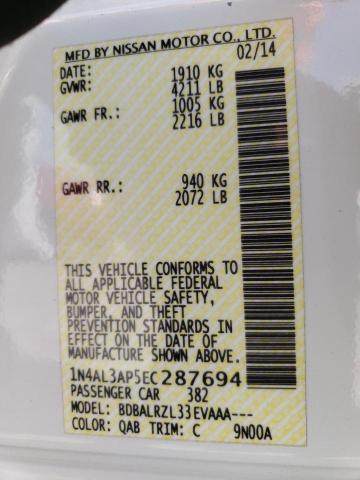 MFD BY NISSAN MOTOR CO., LTD.
DATE: 02/14
GVWR: 1910 KG
4211 LB
GAWR FR.: 1005 KG
2216 LB
GAWR RR.: 940 KG
2072 LB
THIS VEHICLE CONFORMS TO
ALL APPLICABLE FEDERAL
MOTOR VEHICLE SAFETY,
BUMPER, AND THEFT
PREVENTION STANDARDS IN
EFFECT ON THE DATE OF
MANUFACTURE SHOWN ABOVE.
1N4AL3AP5EC287694
PASSENGER CAR 382
MODEL: BDBALRZL33EVAAA---
COLOR: QAB TRIM: C 9N00A